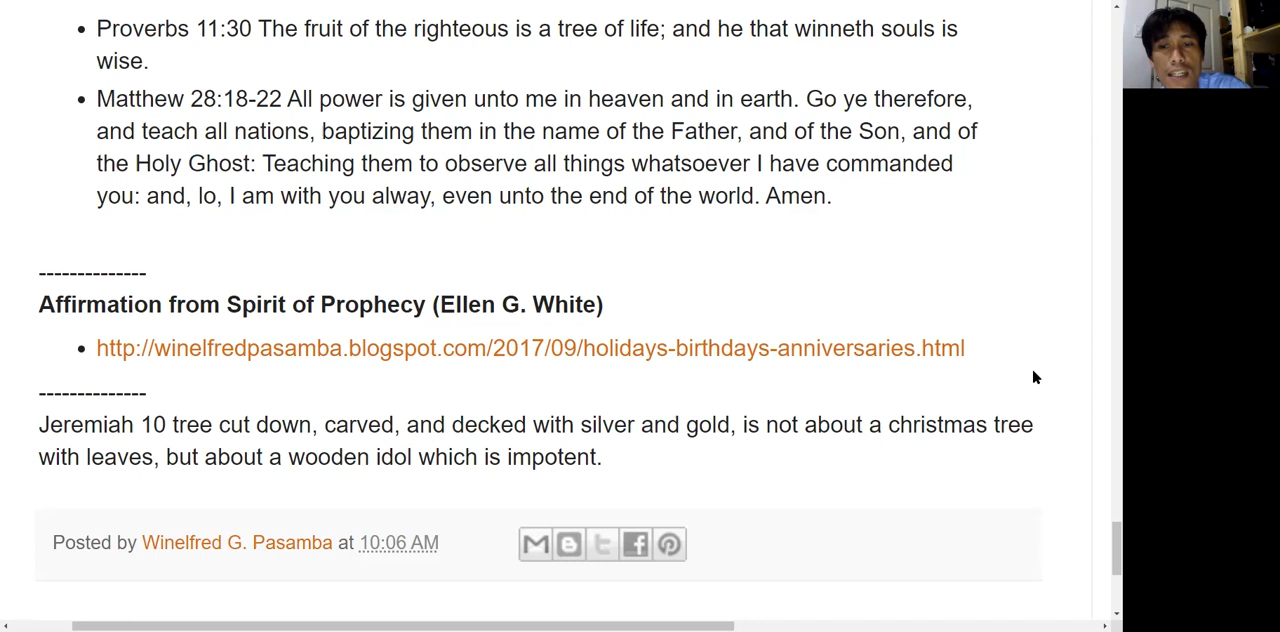 Proverbs 11:30 The fruit of the righteous is a tree of life; and he that winneth souls is
wise.
Matthew 28:18-22 All power is given unto me in heaven and in earth. Go ye therefore,
and teach all nations, baptizing them in the name of the Father, and of the Son, and of
the Holy Ghost: Teaching them to observe all things whatsoever I have commanded
you: and, lo, I am with you alway, even unto the end of the world. Amen.
--------------
Affirmation from Spirit of Prophecy (Ellen G. White)
http://winelfredpasamba.blogspot.com/2017/09/holidays-birthdays-anniversaries.html
--------------
Jeremiah 10 tree cut down, carved, and decked with silver and gold, is not about a christmas tree
with leaves, but about a wooden idol which is impotent.
Posted by Winelfred G. Pasamba at 10:06 AM